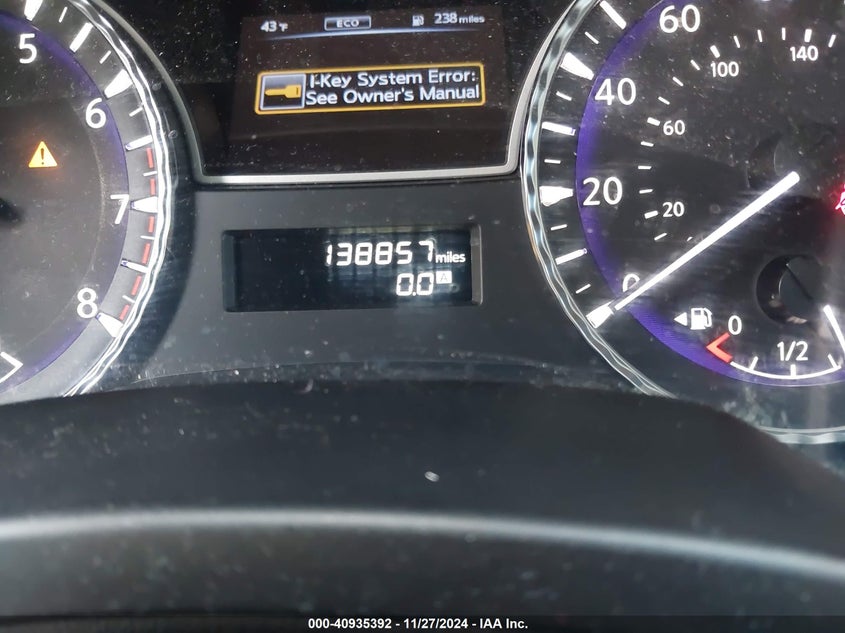 43°F ECO 238 miles
I-Key System Error:
See Owner's Manual
5
6
7
8
60
40
20
0
140
100
60
20
138857 miles
0.0 A
0
1/2
000-40935392 - 11/27/2024 - IAA Inc.